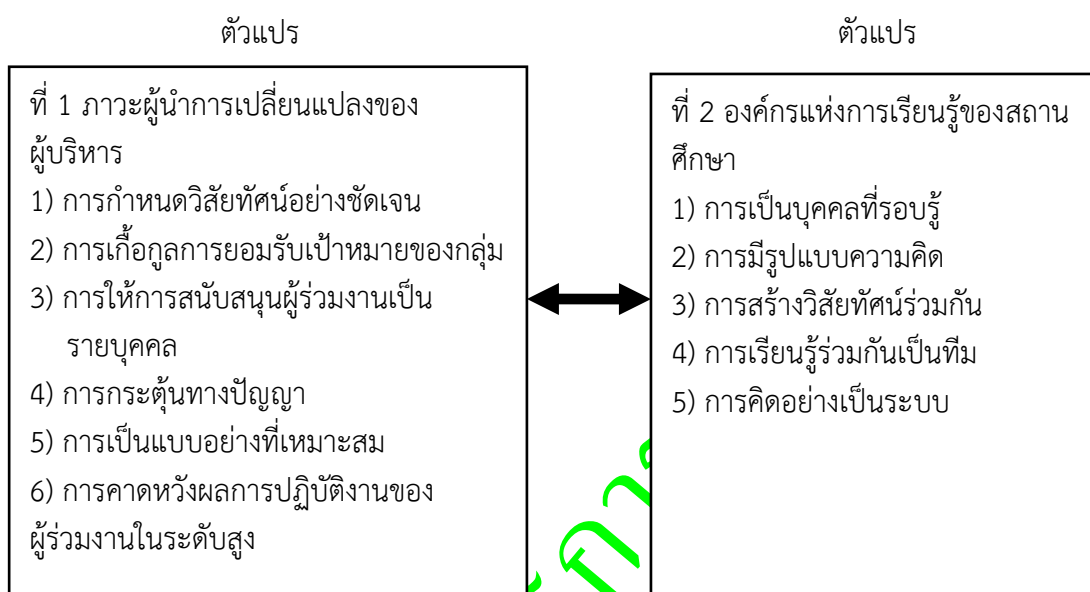 ตัวแปร
ที่ 1 ภาวะผู้นำการเปลี่ยนแปลงของ
ผู้บริหาร
1) การกำหนดวิสัยทัศน์อย่างชัดเจน
2) การเกื้อกูลการยอมรับเป้าหมายของกลุ่ม
3) การให้การสนับสนุนผู้ร่วมงานเป็น
รายบุคคล
4) การกระตุ้นทางปัญญา
5) การเป็นแบบอย่างที่เหมาะสม
6) การคาดหวังผลการปฏิบัติงานของ
ผู้ร่วมงานในระดับสูง
ตัวแปร
ที่ 2 องค์กรแห่งการเรียนรู้ของสถาน
ศึกษา
1) การเป็นบุคคลที่รอบรู้
2) การมีรูปแบบความคิด
3) การสร้างวิสัยทัศน์ร่วมกัน
4) การเรียนรู้ร่วมกันเป็นทีม
5) การคิดอย่างเป็นระบบ